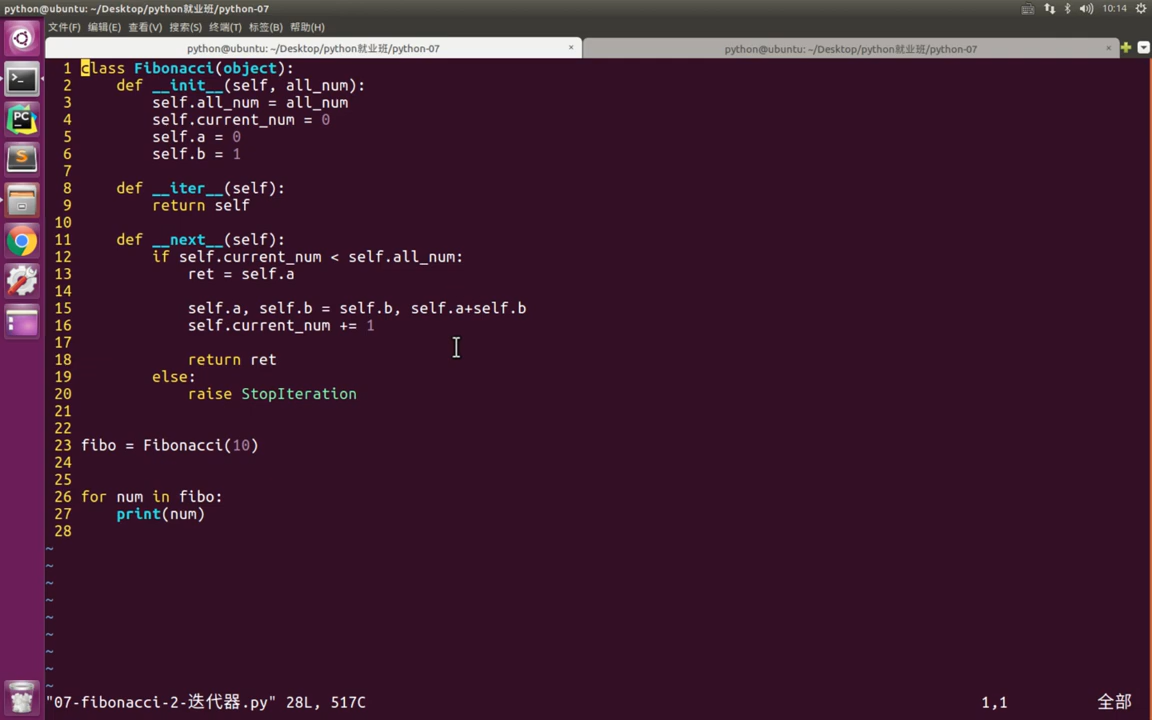 python@ubuntu: ~/Desktop/python就业班/python-07
10:14
文件(F) 编辑(E) 查看(V) 搜索(S) 终端(T) 标签(B) 帮助(H)
python@ubuntu: ~/Desktop/python就业班/python-07 × python@ubuntu: ~/Desktop/python就业班/python-07 ×
1 class Fibonacci(object):
2     def __init__(self, all_num):
3         self.all_num = all_num
4         self.current_num = 0
5         self.a = 0
6         self.b = 1
7
8     def __iter__(self):
9         return self
10
11     def __next__(self):
12         if self.current_num < self.all_num:
13             ret = self.a
14
15             self.a, self.b = self.b, self.a+self.b
16             self.current_num += 1
17
18             return ret
19         else:
20             raise StopIteration
21
22
23 fibo = Fibonacci(10)
24
25
26 for num in fibo:
27     print(num)
28
~
~
~
~
~
~
~
~
~
"07-fibonacci-2-迭代器.py" 28L, 517C 1,1 全部